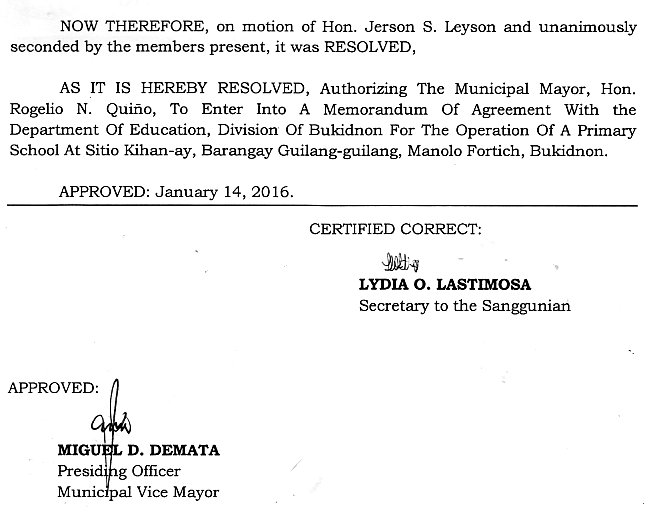 NOW THEREFORE, on motion of Hon. Jerson S. Leyson and unanimously
seconded by the members present, it was RESOLVED,
AS IT IS HEREBY RESOLVED, Authorizing The Municipal Mayor, Hon.
Rogelio N. Quiño, To Enter Into A Memorandum Of Agreement With the
Department Of Education, Division Of Bukidnon For The Operation Of A Primary
School At Sitio Kihan-ay, Barangay Guilang-guilang, Manolo Fortich, Bukidnon.
APPROVED: January 14, 2016.
CERTIFIED CORRECT:
LYDIA O. LASTIMOSA
Secretary to the Sanggunian
APPROVED:
MIGUEL D. DEMATA
Presiding Officer
Municipal Vice Mayor